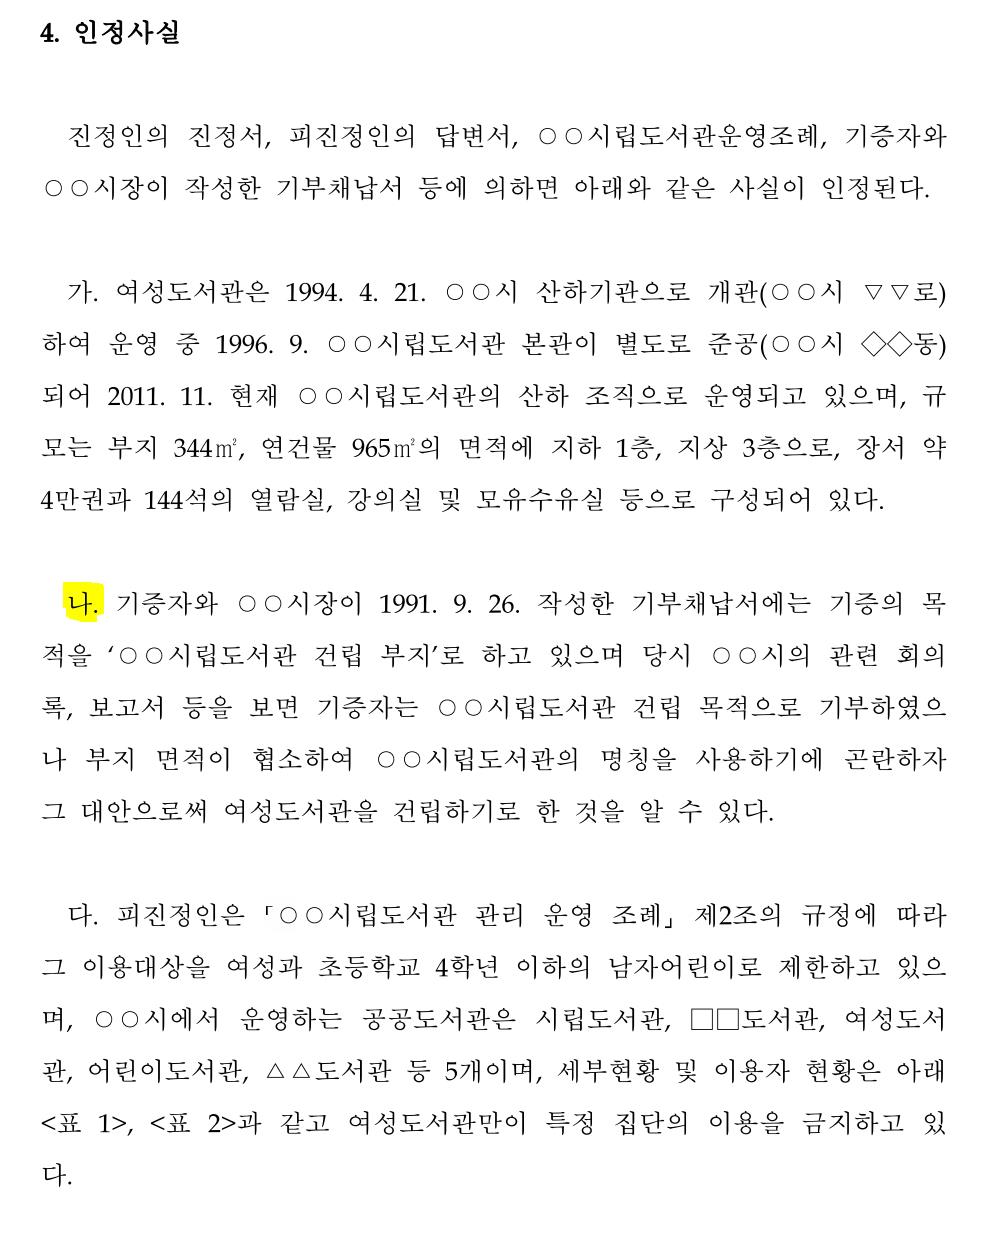 4. 인정사실
진정인의 진정서, 피진정인의 답변서, ○○시립도서관운영조례, 기증자와
○○시장이 작성한 기부채납서 등에 의하면 아래와 같은 사실이 인정된다.
가. 여성도서관은 1994. 4. 21. ○○시 산하기관으로 개관(○○시 ▽▽로)
하여 운영 중 1996. 9. ○○시립도서관 본관이 별도로 준공(○○시 ◇◇동)
되어 2011. 11. 현재 ○○시립도서관의 산하 조직으로 운영되고 있으며, 규
모는 부지 344㎡, 연건물 965㎡의 면적에 지하 1층, 지상 3층으로, 장서 약
4만권과 144석의 열람실, 강의실 및 모유수유실 등으로 구성되어 있다.
나. 기증자와 ○○시장이 1991. 9. 26. 작성한 기부채납서에는 기증의 목
적을 ‘○○시립도서관 건립 부지’로 하고 있으며 당시 ○○시의 관련 회의
록, 보고서 등을 보면 기증자는 ○○시립도서관 건립 목적으로 기부하였으
나 부지 면적이 협소하여 ○○시립도서관의 명칭을 사용하기에 곤란하자
그 대안으로써 여성도서관을 건립하기로 한 것을 알 수 있다.
다. 피진정인은 「○○시립도서관 관리 운영 조례」 제2조의 규정에 따라
그 이용대상을 여성과 초등학교 4학년 이하의 남자어린이로 제한하고 있으
며, ○○시에서 운영하는 공공도서관은 시립도서관, □□도서관, 여성도서
관, 어린이도서관, △△도서관 등 5개이며, 세부현황 및 이용자 현황은 아래
<표 1>, <표 2>과 같고 여성도서관만이 특정 집단의 이용을 금지하고 있
다.